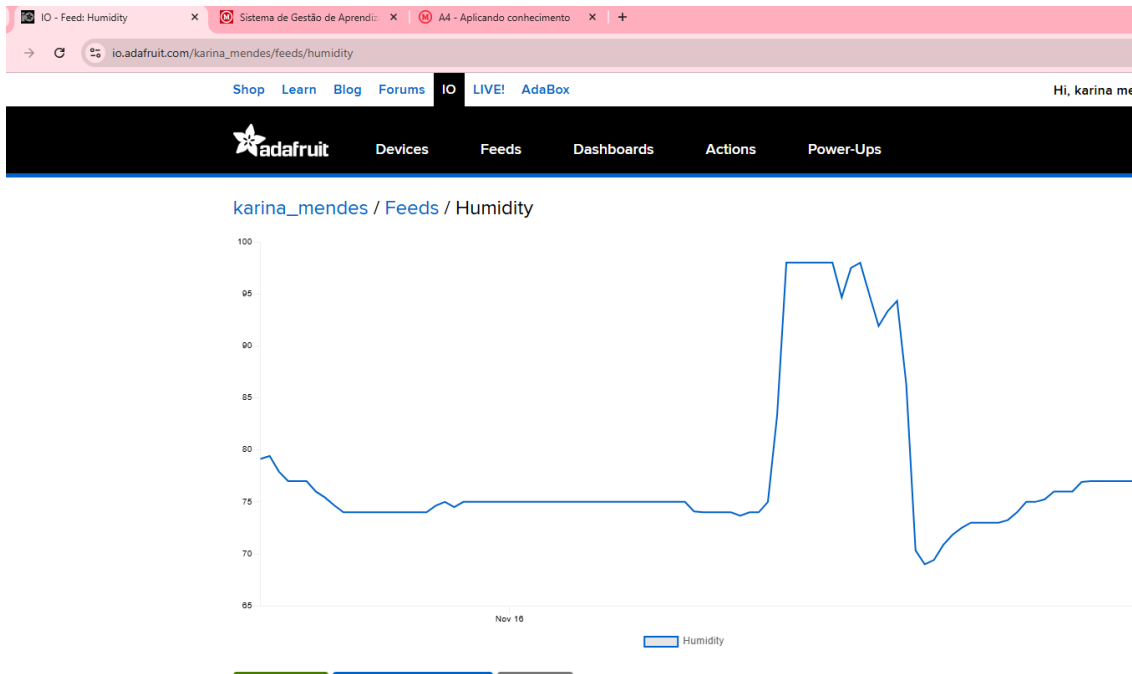 IO - Feed: Humidity
Sistema de Gestão de Aprendiz
A4 - Aplicando conhecimento
io.adafruit.com/karina_mendes/feeds/humidity
Shop Learn Blog Forums IO LIVE! AdaBox Hi, karina me
adafruit Devices Feeds Dashboards Actions Power-Ups
karina_mendes / Feeds / Humidity
100
95
90
85
80
75
70
65
Nov 16
Humidity